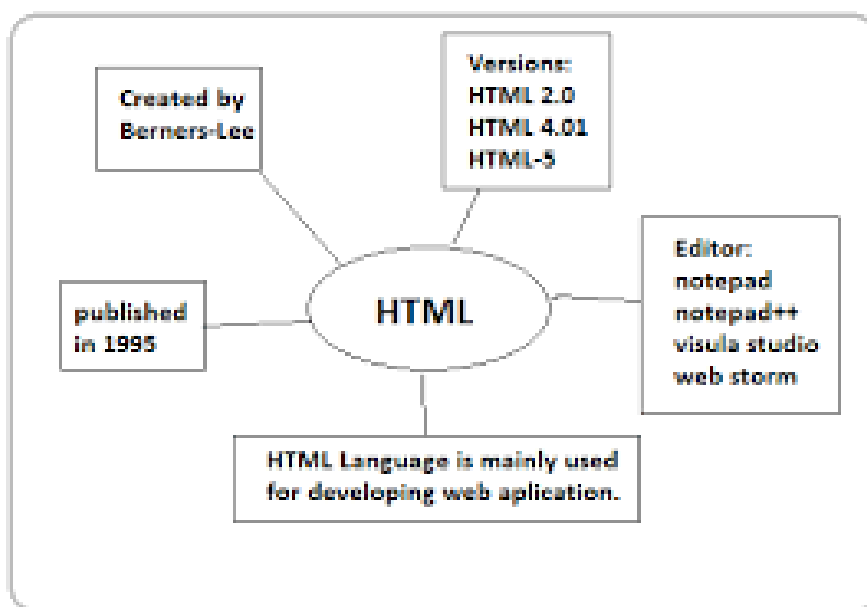 Created by
Berners-Lee
Versions:
HTML 2.0
HTML 4.01
HTML-5
Editor:
notepad
notepad++
visula studio
web storm
HTML
published
in 1995
HTML Language is mainly used
for developing web aplication.